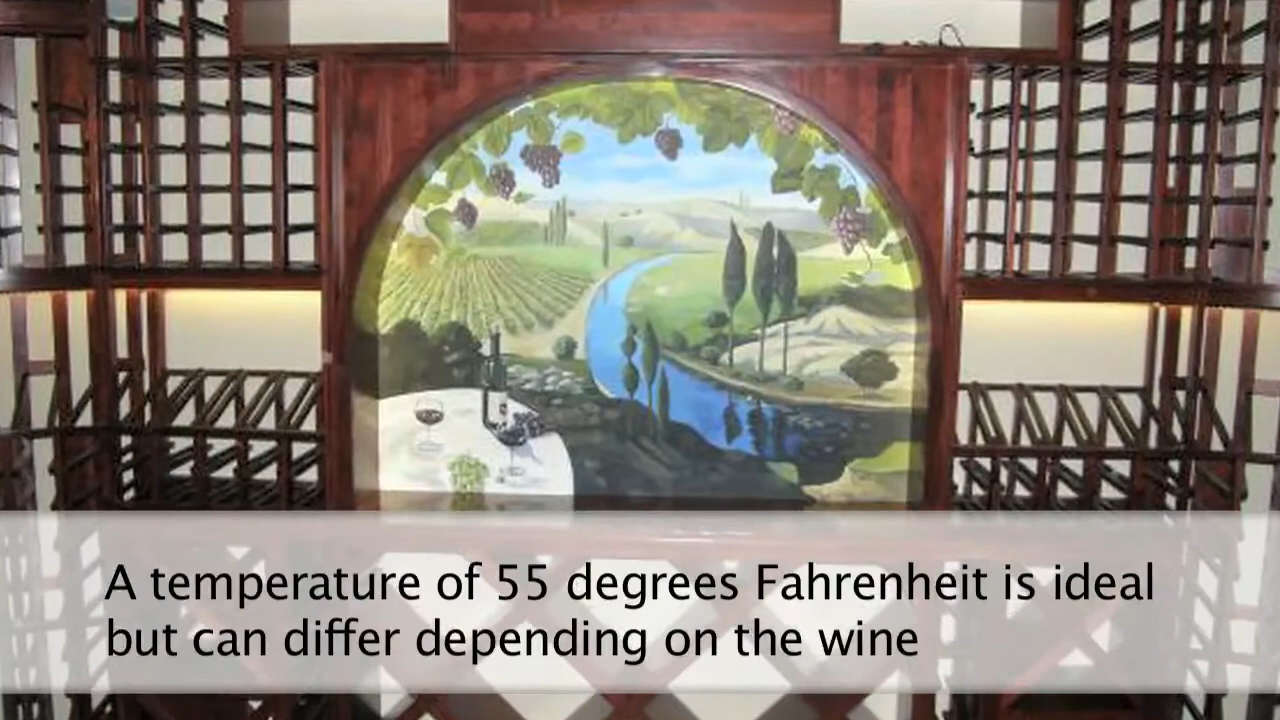 A temperature of 55 degrees Fahrenheit is ideal
but can differ depending on the wine